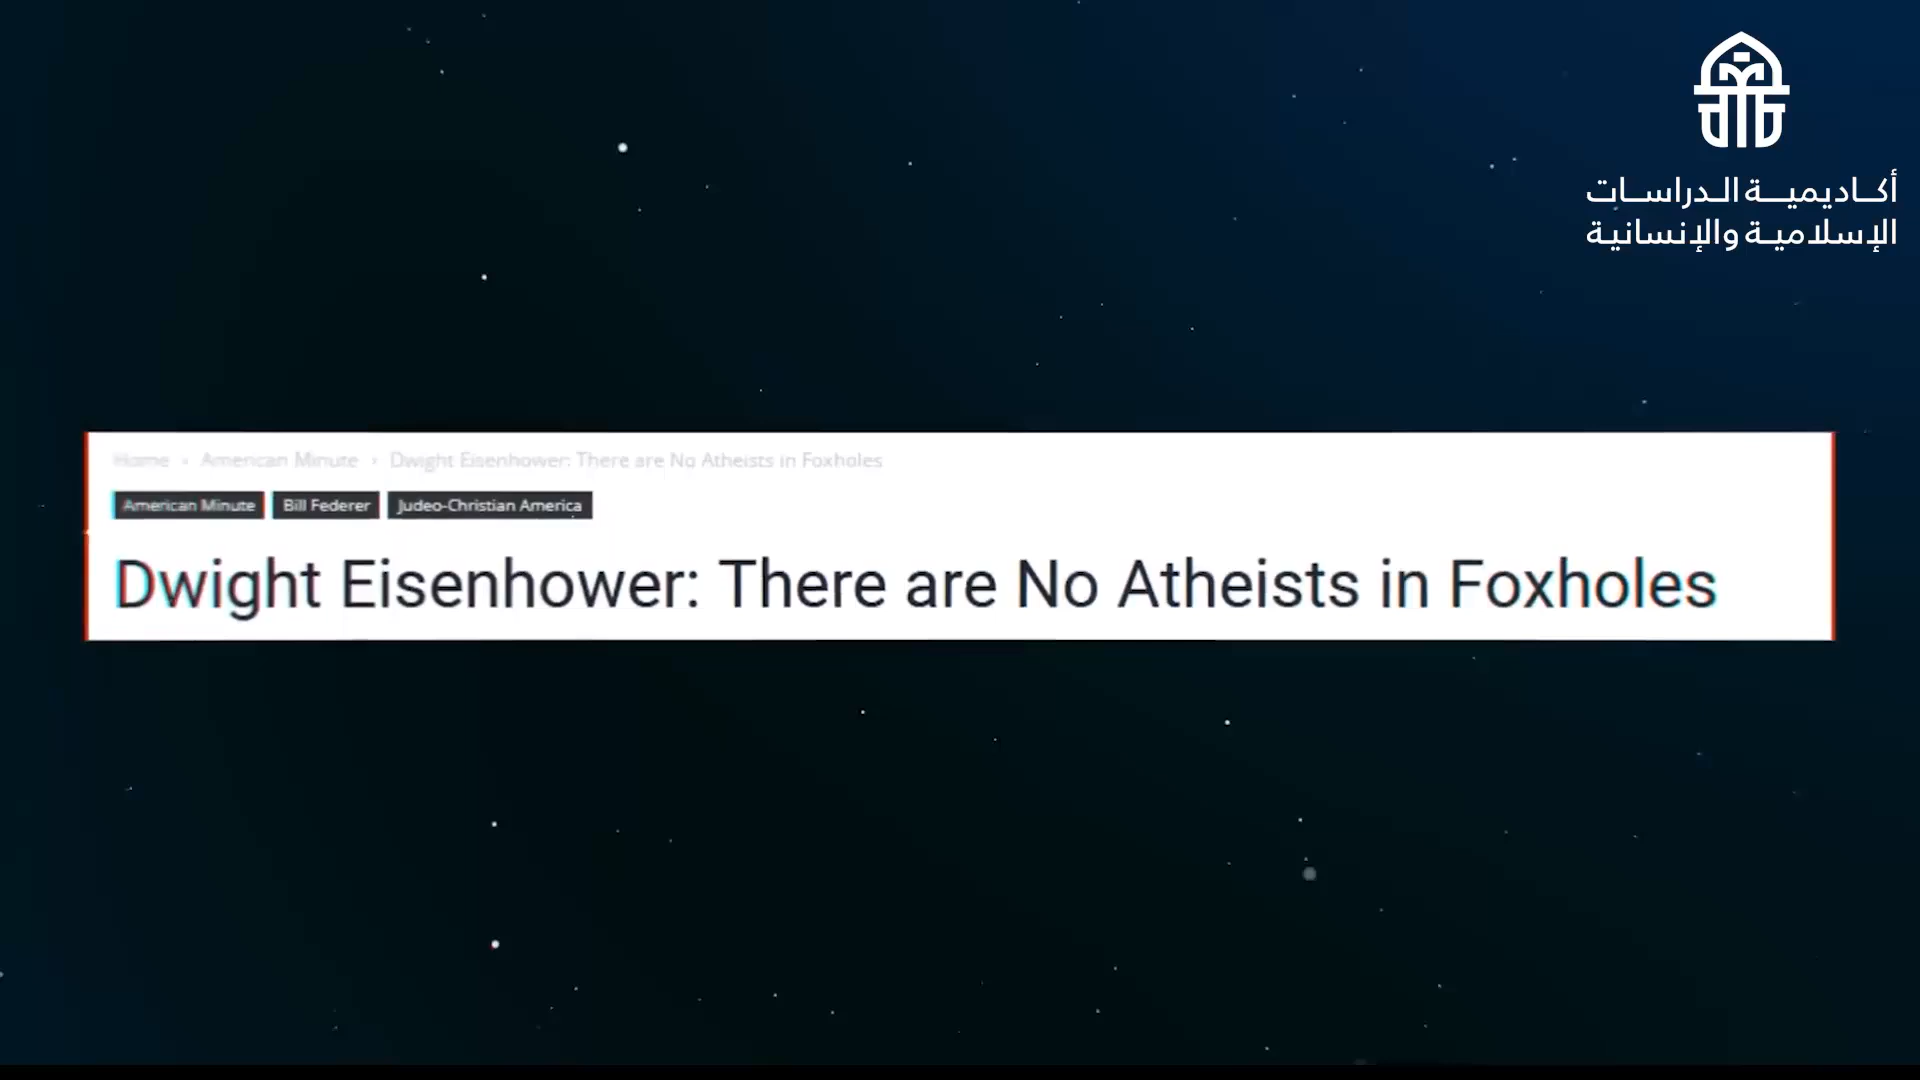 أكاديمية الدراسات
الإسلامية والإنسانية
Home › American Minute › Dwight Eisenhower: There are No Atheists in Foxholes
American Minute Bill Federer Judeo-Christian America
Dwight Eisenhower: There are No Atheists in Foxholes